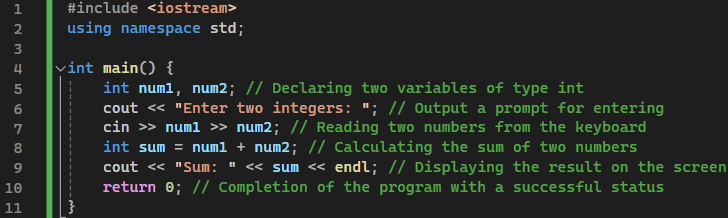 1 #include <iostream>
2 using namespace std;
3
4 int main() {
5 int num1, num2; // Declaring two variables of type int
6 cout << "Enter two integers: "; // Output a prompt for entering
7 cin >> num1 >> num2; // Reading two numbers from the keyboard
8 int sum = num1 + num2; // Calculating the sum of two numbers
9 cout << "Sum: " << sum << endl; // Displaying the result on the screen
10 return 0; // Completion of the program with a successful status
11 }